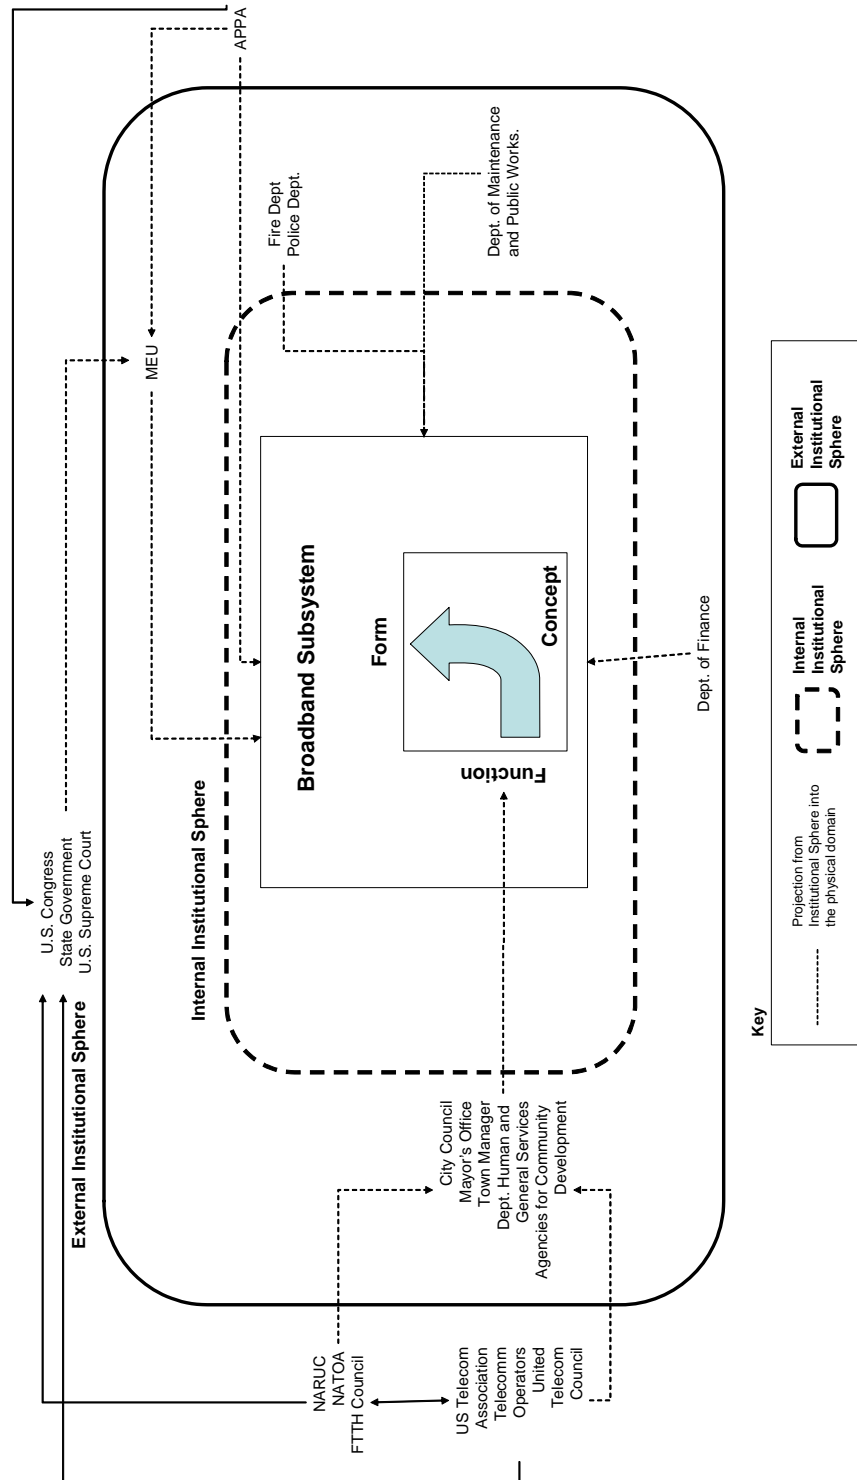 U.S. Congress
State Government
U.S. Supreme Court
APPA
MEU
External Institutional Sphere
Internal Institutional Sphere
Fire Dept
Police Dept.
Dept. of Maintenance
and Public Works.
Broadband Subsystem
Form
Function
Concept
NARUC
NATOA
FTTH Council
US Telecom
Association
Telecomm
Operators
United
Telecom
Council
City Council
Mayor's Office
Town Manager
Dept. Human and
General Services
Agencies for Community
Development
Dept. of Finance
Key
Projection from
Institutional Sphere into
the physical domain
Internal
Institutional
Sphere
External
Institutional
Sphere